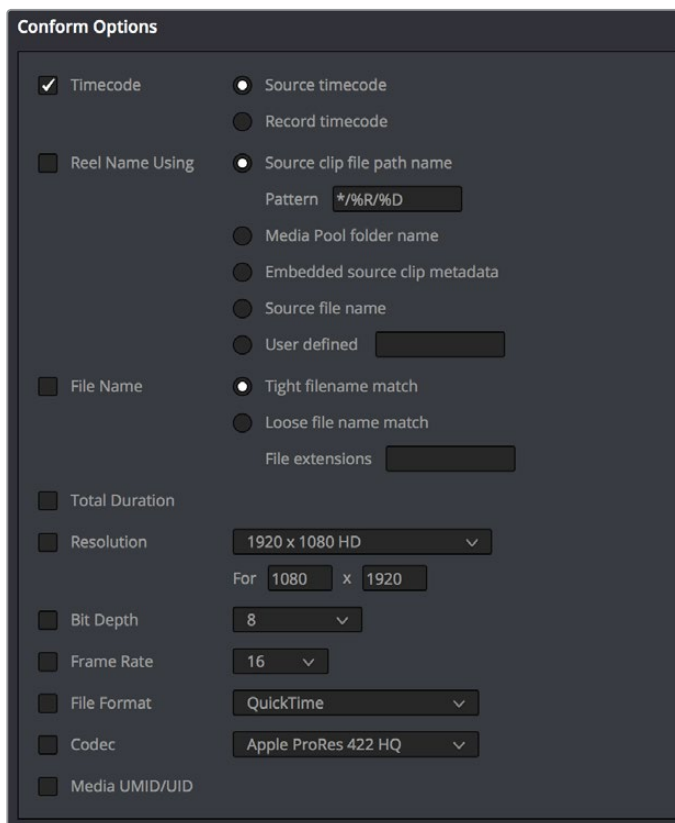 Conform Options
Timecode Source timecode
Record timecode
Reel Name Using Source clip file path name
Pattern */%R/%D
Media Pool folder name
Embedded source clip metadata
Source file name
User defined
File Name Tight filename match
Loose file name match
File extensions
Total Duration
Resolution 1920 x 1080 HD
For 1080 x 1920
Bit Depth 8
Frame Rate 16
File Format QuickTime
Codec Apple ProRes 422 HQ
Media UMID/UID